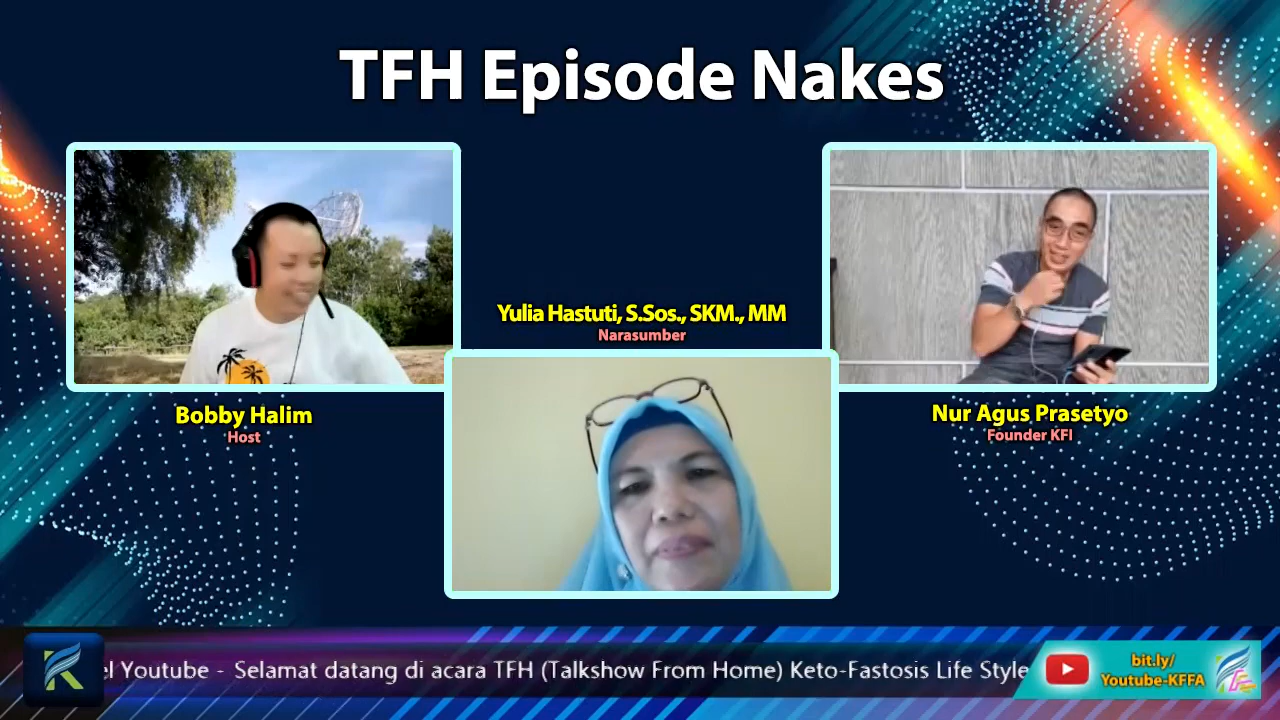 TFH Episode Nakes
Yulia Hastuti, S.Sos., SKM., MM
Narasumber
Bobby Halim
Host
Nur Agus Prasetyo
Founder KFI
el Youtube - Selamat datang di acara TFH (Talkshow From Home) Keto-Fastosis Life Style
bit.ly/
Youtube-KFFA